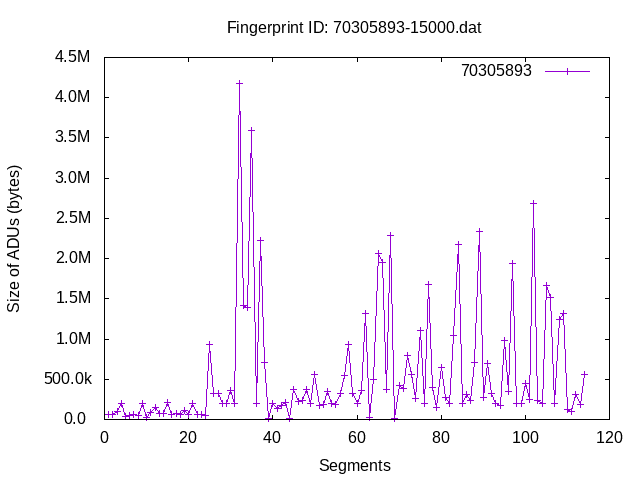 Fingerprint ID: 70305893-15000.dat
70305893
4.5M
4.0M
3.5M
3.0M
2.5M
2.0M
1.5M
1.0M
500.0k
0.0
Size of ADUs (bytes)
0 20 40 60 80 100 120
Segments